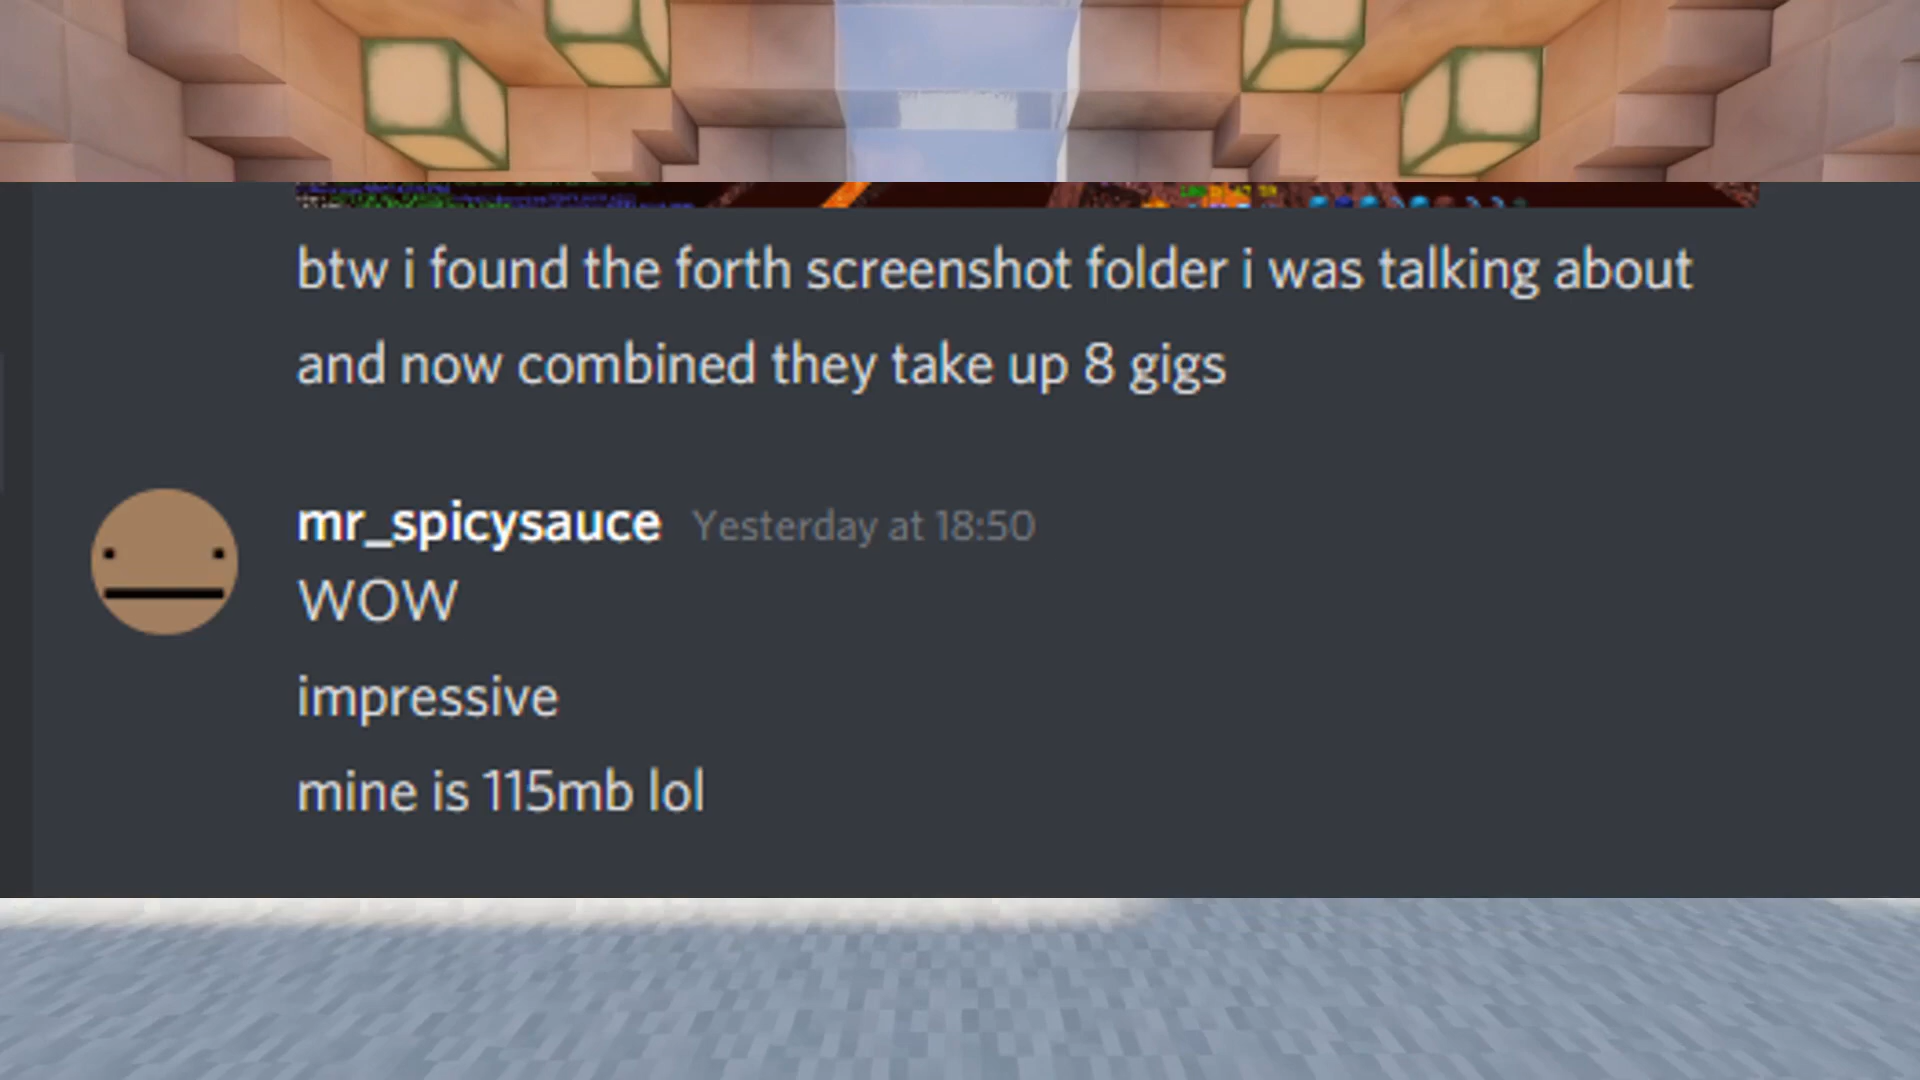 btw i found the forth screenshot folder i was talking about
and now combined they take up 8 gigs
mr_spicysauce Yesterday at 18:50
WOW
impressive
mine is 115mb lol